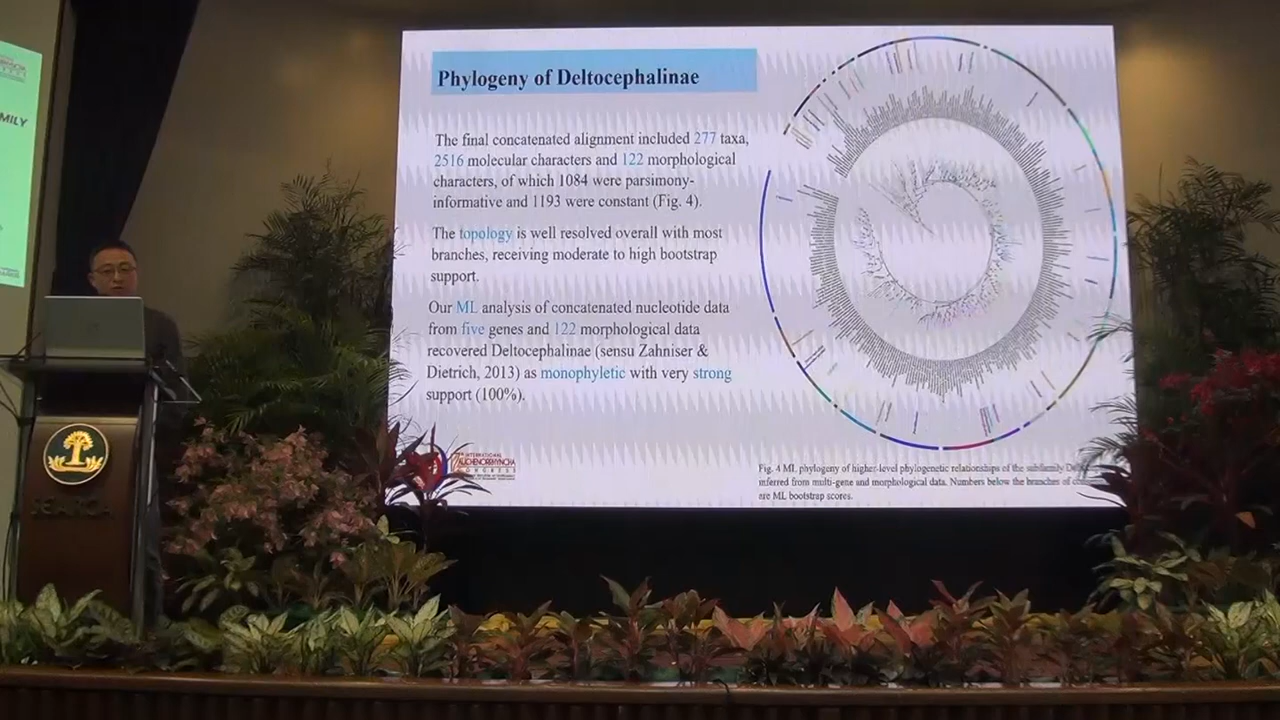 MILY
Phylogeny of Deltocephalinae
The final concatenated alignment included 277 taxa,
2516 molecular characters and 122 morphological
characters, of which 1084 were parsimony-
informative and 1193 were constant (Fig. 4).
The topology is well resolved overall with most
branches, receiving moderate to high bootstrap
support.
Our ML analysis of concatenated nucleotide data
from five genes and 122 morphological data
recovered Deltocephalinae (sensu Zahniser &
Dietrich, 2013) as monophyletic with very strong
support (100%).
INTERNATIONAL
AUCHENORRHYNCHA
CONGRESS
Fig. 4 ML phylogeny of higher-level phylogenetic relationships of the subfamily
inferred from multi-gene and morphological data. Numbers below the branches of
are ML bootstrap scores.